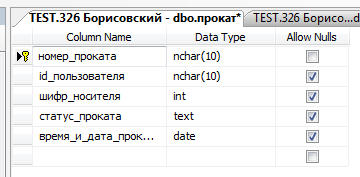 TEST.326 Борисовский - dbo.прокат* TEST.326 Борисо...d
Column Name Data Type Allow Nulls
номер_проката nchar(10)
id_пользователя nchar(10)
шифр_носителя int
статус_проката text
время_и_дата_прок... date